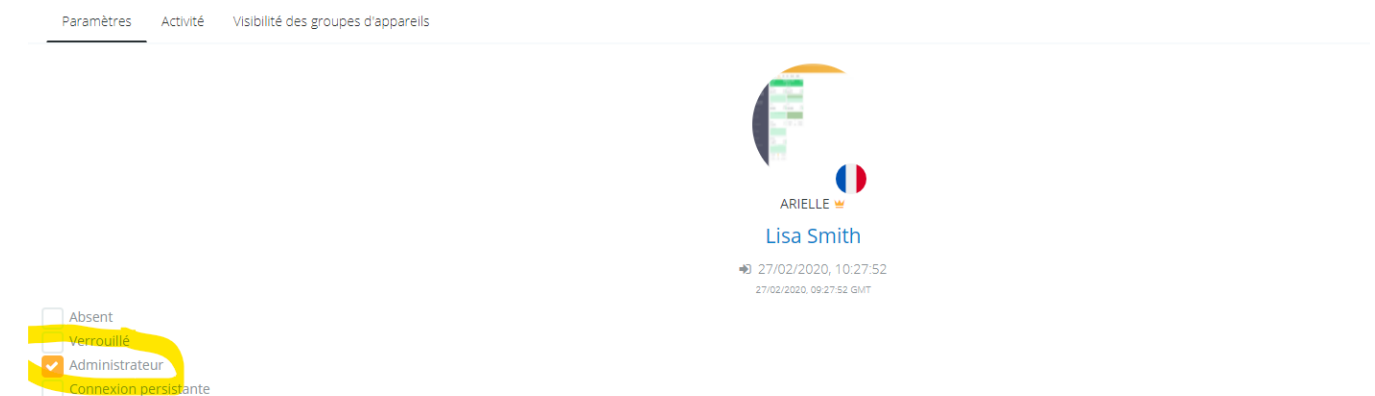 Paramètres Activité Visibilité des groupes d'appareils
ARIELLE
Lisa Smith
27/02/2020, 10:27:52
27/02/2020, 09:27:52 GMT
Absent
Verrouillé
Administrateur
Connexion persistante